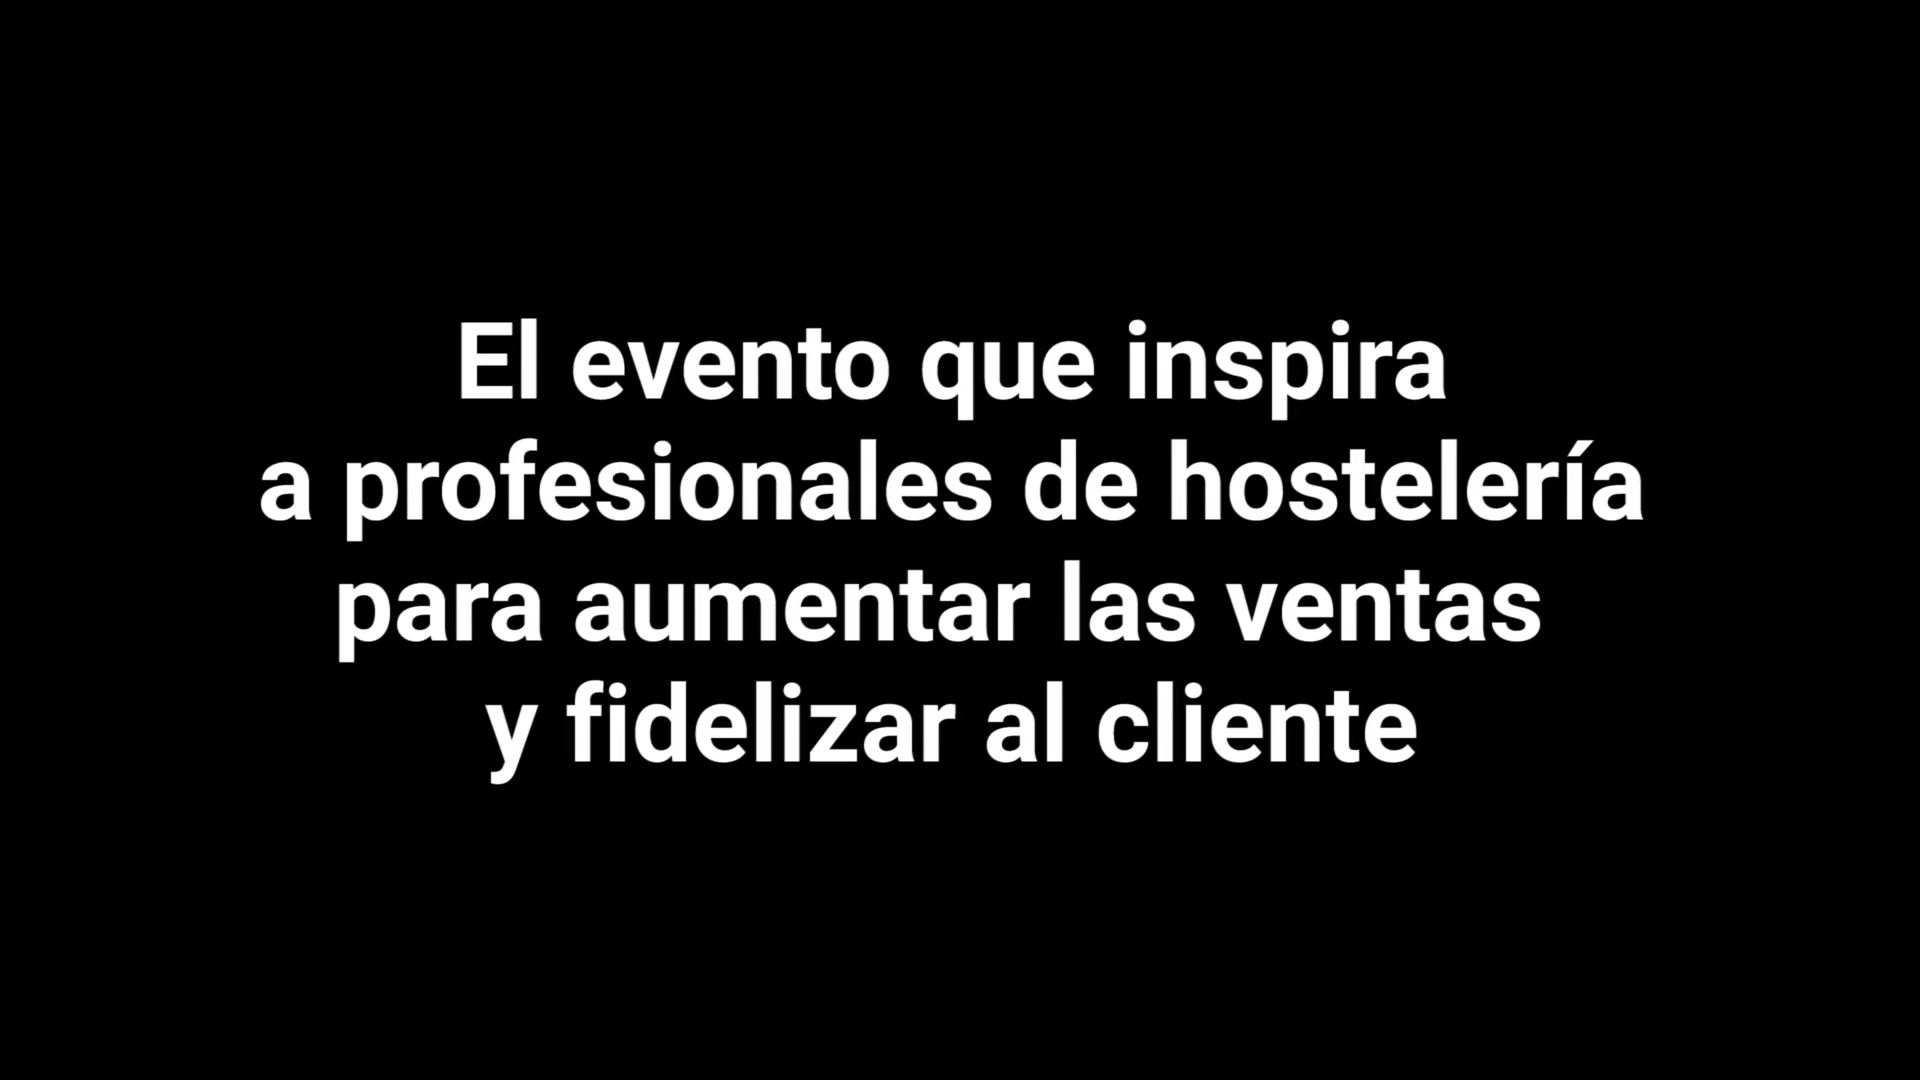 El evento que inspira
a profesionales de hostelería
para aumentar las ventas
y fidelizar al cliente